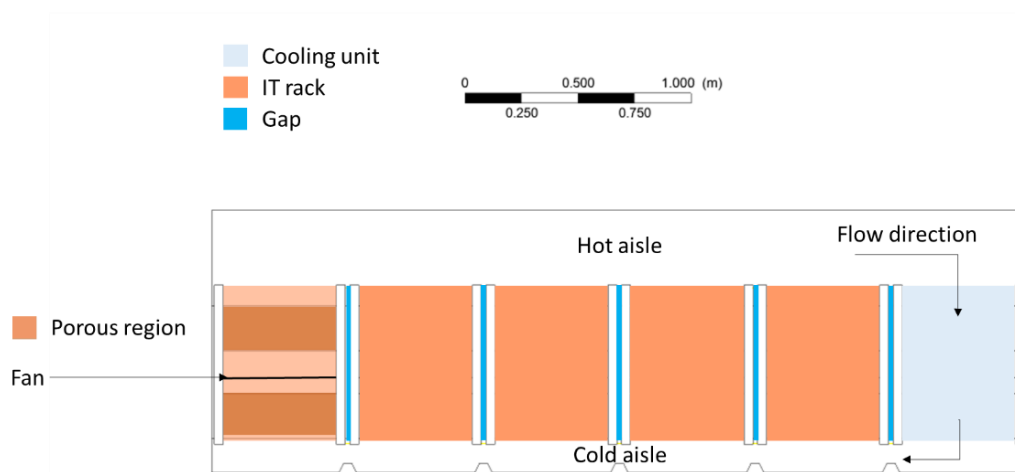 Cooling unit
IT rack
Gap
0 0.500 1.000 (m)
0.250 0.750
Hot aisle
Flow direction
Porous region
Fan
Cold aisle